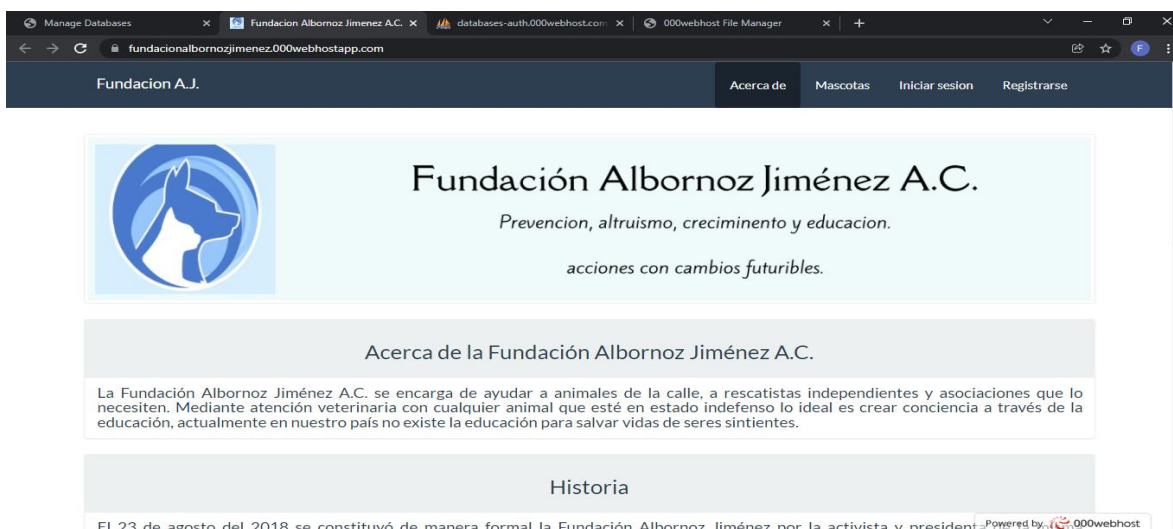 Manage Databases
Fundacion Albornoz Jimenez A.C.
databases-auth.000webhost.com
000webhost File Manager
fundacionalbornozjimenez.000webhostapp.com
F
Fundacion A.J.
Acerca de
Mascotas
Iniciar sesion
Registrarse
Fundación Albornoz Jiménez A.C.
Prevencion, altruismo, creciminento y educacion.
acciones con cambios futuribles.
Acerca de la Fundación Albornoz Jiménez A.C.
La Fundación Albornoz Jiménez A.C. se encarga de ayudar a animales de la calle, a rescatistas independientes y asociaciones que lo
necesiten. Mediante atención veterinaria con cualquier animal que esté en estado indefenso lo ideal es crear conciencia a través de la
educación, actualmente en nuestro país no existe la educación para salvar vidas de seres sintientes.
Historia
El 23 de agosto del 2018 se constituyó de manera formal la Fundación Albornoz Jiménez por la activista y presidenta
Powered by 000webhost